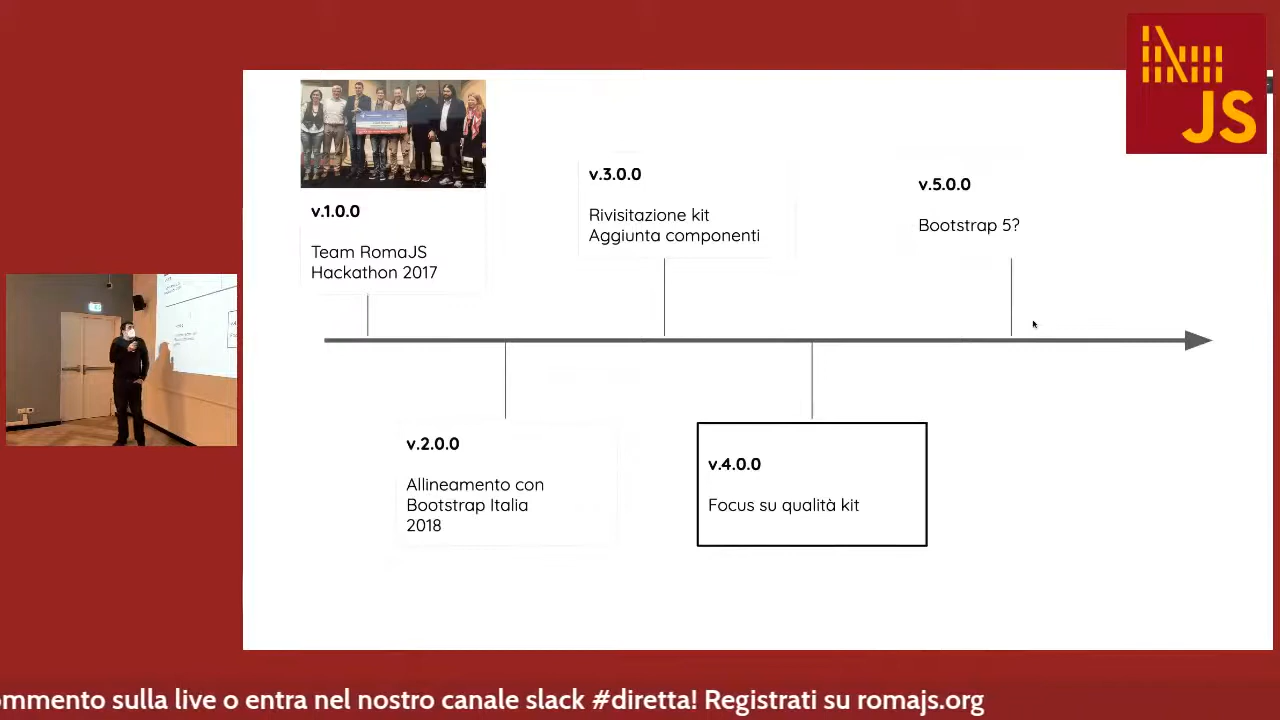 JS
v.1.0.0
Team RomaJS
Hackathon 2017
v.3.0.0
Rivisitazione kit
Aggiunta componenti
v.5.0.0
Bootstrap 5?
v.2.0.0
Allineamento con
Bootstrap Italia
2018
v.4.0.0
Focus su qualità kit
ommento sulla live o entra nel nostro canale slack #diretta! Registrati su romajs.org